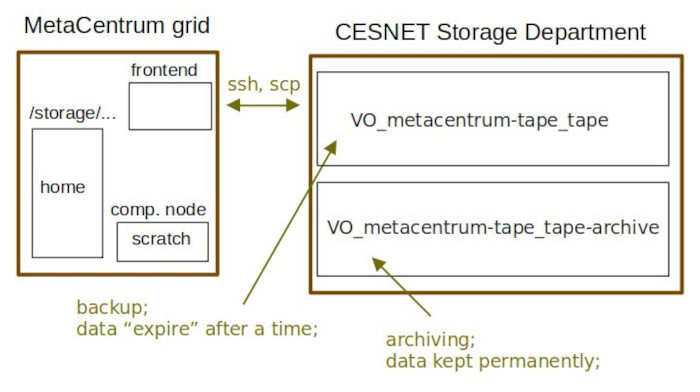 MetaCentrum grid
CESNET Storage Department
frontend
/storage/...
home
comp. node
scratch
ssh, scp
VO_metacentrum-tape_tape
VO_metacentrum-tape_tape-archive
backup;
data “expire” after a time;
archiving;
data kept permanently;